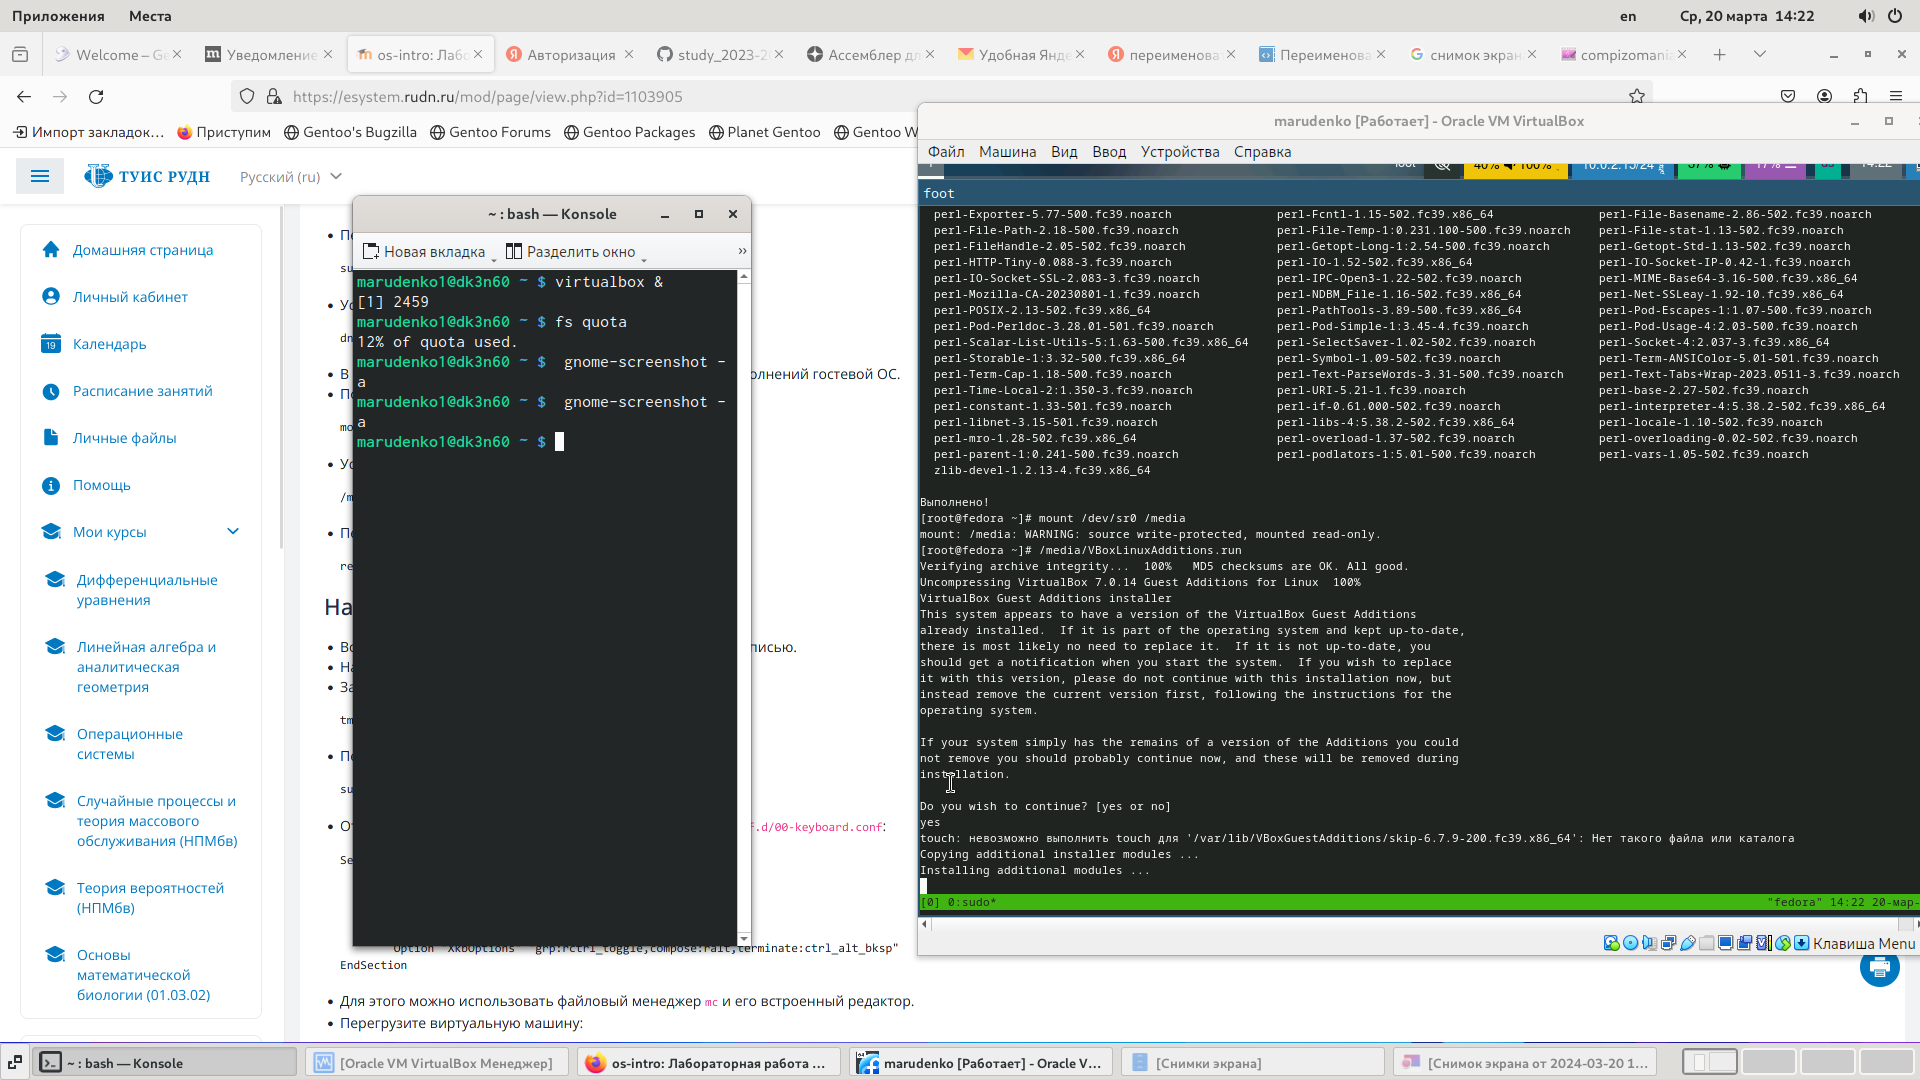 Приложения Места en Ср, 20 марта 14:22
Welcome – Ge Уведомление os-intro: Лабо Авторизация study_2023-2 Ассемблер дл Удобная Янде переименова Переименова снимок экран compizomania
https://esystem.rudn.ru/mod/page/view.php?id=1103905
Импорт закладок… Приступим Gentoo's Bugzilla Gentoo Forums Gentoo Packages Planet Gentoo Gentoo W
ТУИС РУДН Русский (ru)
Домашняя страница
Личный кабинет
19 Календарь
Расписание занятий
Личные файлы
Помощь
Мои курсы
Дифференциальные
уравнения
Линейная алгебра и
аналитическая
геометрия
Операционные
системы
Случайные процессы и
теория массового
обслуживания (НПМбв)
Теория вероятностей
(НПМбв)
Основы
математической
биологии (01.03.02)
su
dn
В
олнений гостевой ОС.
mo
/m
re
На
писью.
tm
su
f.d/00-keyboard.conf:
Se
Option XkbOptions grp:rctrl_toggle,compose:ralt,terminate:ctrl_alt_bksp"
EndSection
Для этого можно использовать файловый менеджер mc и его встроенный редактор.
Перегрузите виртуальную машину:
~ : bash — Konsole
Новая вкладка Разделить окно »
marudenko1@dk3n60 ~ $ virtualbox &
[1] 2459
marudenko1@dk3n60 ~ $ fs quota
12% of quota used.
marudenko1@dk3n60 ~ $  gnome-screenshot -
a
marudenko1@dk3n60 ~ $  gnome-screenshot -
a
marudenko1@dk3n60 ~ $
marudenko [Работает] - Oracle VM VirtualBox
Файл Машина Вид Ввод Устройства Справка
foot
perl-Exporter-5.77-500.fc39.noarch perl-Fcntl-1.15-502.fc39.x86_64 perl-File-Basename-2.86-502.fc39.noarch
perl-File-Path-2.18-500.fc39.noarch perl-File-Temp-1:0.231.100-500.fc39.noarch perl-File-stat-1.13-502.fc39.noarch
perl-FileHandle-2.05-502.fc39.noarch perl-Getopt-Long-1:2.54-500.fc39.noarch perl-Getopt-Std-1.13-502.fc39.noarch
perl-HTTP-Tiny-0.088-3.fc39.noarch perl-IO-1.52-502.fc39.x86_64 perl-IO-Socket-IP-0.42-1.fc39.noarch
perl-IO-Socket-SSL-2.083-3.fc39.noarch perl-IPC-Open3-1.22-502.fc39.noarch perl-MIME-Base64-3.16-500.fc39.x86_64
perl-Mozilla-CA-20230801-1.fc39.noarch perl-NDBM_File-1.16-502.fc39.x86_64 perl-Net-SSLeay-1.92-10.fc39.x86_64
perl-POSIX-2.13-502.fc39.x86_64 perl-PathTools-3.89-500.fc39.x86_64 perl-Pod-Escapes-1:1.07-500.fc39.noarch
perl-Pod-Perldoc-3.28.01-501.fc39.noarch perl-Pod-Simple-1:3.45-4.fc39.noarch perl-Pod-Usage-4:2.03-500.fc39.noarch
perl-Scalar-List-Utils-5:1.63-500.fc39.x86_64 perl-SelectSaver-1.02-502.fc39.noarch perl-Socket-4:2.037-3.fc39.x86_64
perl-Storable-1:3.32-500.fc39.x86_64 perl-Symbol-1.09-502.fc39.noarch perl-Term-ANSIColor-5.01-501.fc39.noarch
perl-Term-Cap-1.18-500.fc39.noarch perl-Text-ParseWords-3.31-500.fc39.noarch perl-Text-Tabs+Wrap-2023.0511-3.fc39.noarch
perl-Time-Local-2:1.350-3.fc39.noarch perl-URI-5.21-1.fc39.noarch perl-base-2.27-502.fc39.noarch
perl-constant-1.33-501.fc39.noarch perl-if-0.61.000-502.fc39.noarch perl-interpreter-4:5.38.2-502.fc39.x86_64
perl-libnet-3.15-501.fc39.noarch perl-libs-4:5.38.2-502.fc39.x86_64 perl-locale-1.10-502.fc39.noarch
perl-mro-1.28-502.fc39.x86_64 perl-overload-1.37-502.fc39.noarch perl-overloading-0.02-502.fc39.noarch
perl-parent-1:0.241-500.fc39.noarch perl-podlators-1:5.01-500.fc39.noarch perl-vars-1.05-502.fc39.noarch
zlib-devel-1.2.13-4.fc39.x86_64
Выполнено!
[root@fedora ~]# mount /dev/sr0 /media
mount: /media: WARNING: source write-protected, mounted read-only.
[root@fedora ~]# /media/VBoxLinuxAdditions.run
Verifying archive integrity...  100%   MD5 checksums are OK. All good.
Uncompressing VirtualBox 7.0.14 Guest Additions for Linux  100%
VirtualBox Guest Additions installer
This system appears to have a version of the VirtualBox Guest Additions
already installed.  If it is part of the operating system and kept up-to-date,
there is most likely no need to replace it.  If it is not up-to-date, you
should get a notification when you start the system.  If you wish to replace
it with this version, please do not continue with this installation now, but
instead remove the current version first, following the instructions for the
operating system.
If your system simply has the remains of a version of the Additions you could
not remove you should probably continue now, and these will be removed during
installation.
Do you wish to continue? [yes or no]
yes
touch: невозможно выполнить touch для '/var/lib/VBoxGuestAdditions/skip-6.7.9-200.fc39.x86_64': Нет такого файла или каталога
Copying additional installer modules ...
Installing additional modules ...
[0] 0:sudo* "fedora" 14:22 20-мар-
Клавиша Menu
~ : bash — Konsole [Oracle VM VirtualBox Менеджер] os-intro: Лабораторная работа ... marudenko [Работает] - Oracle V... [Снимки экрана] [Снимок экрана от 2024-03-20 1...